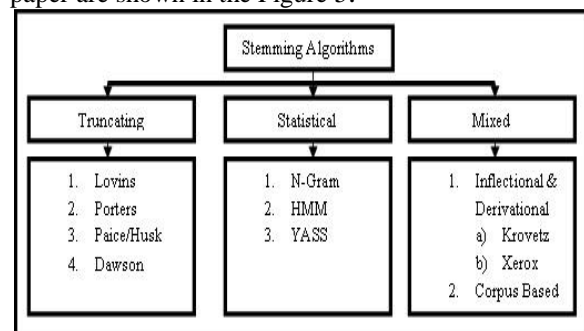 paper are shown in the Figure 3.
Stemming Algorithms
Truncating
Statistical
Mixed
1. Lovins
2. Porters
3. Paice/Husk
4. Dawson
1. N-Gram
2. HMM
3. YASS
1. Inflectional &
Derivational
a) Krovetz
b) Xerox
2. Corpus Based